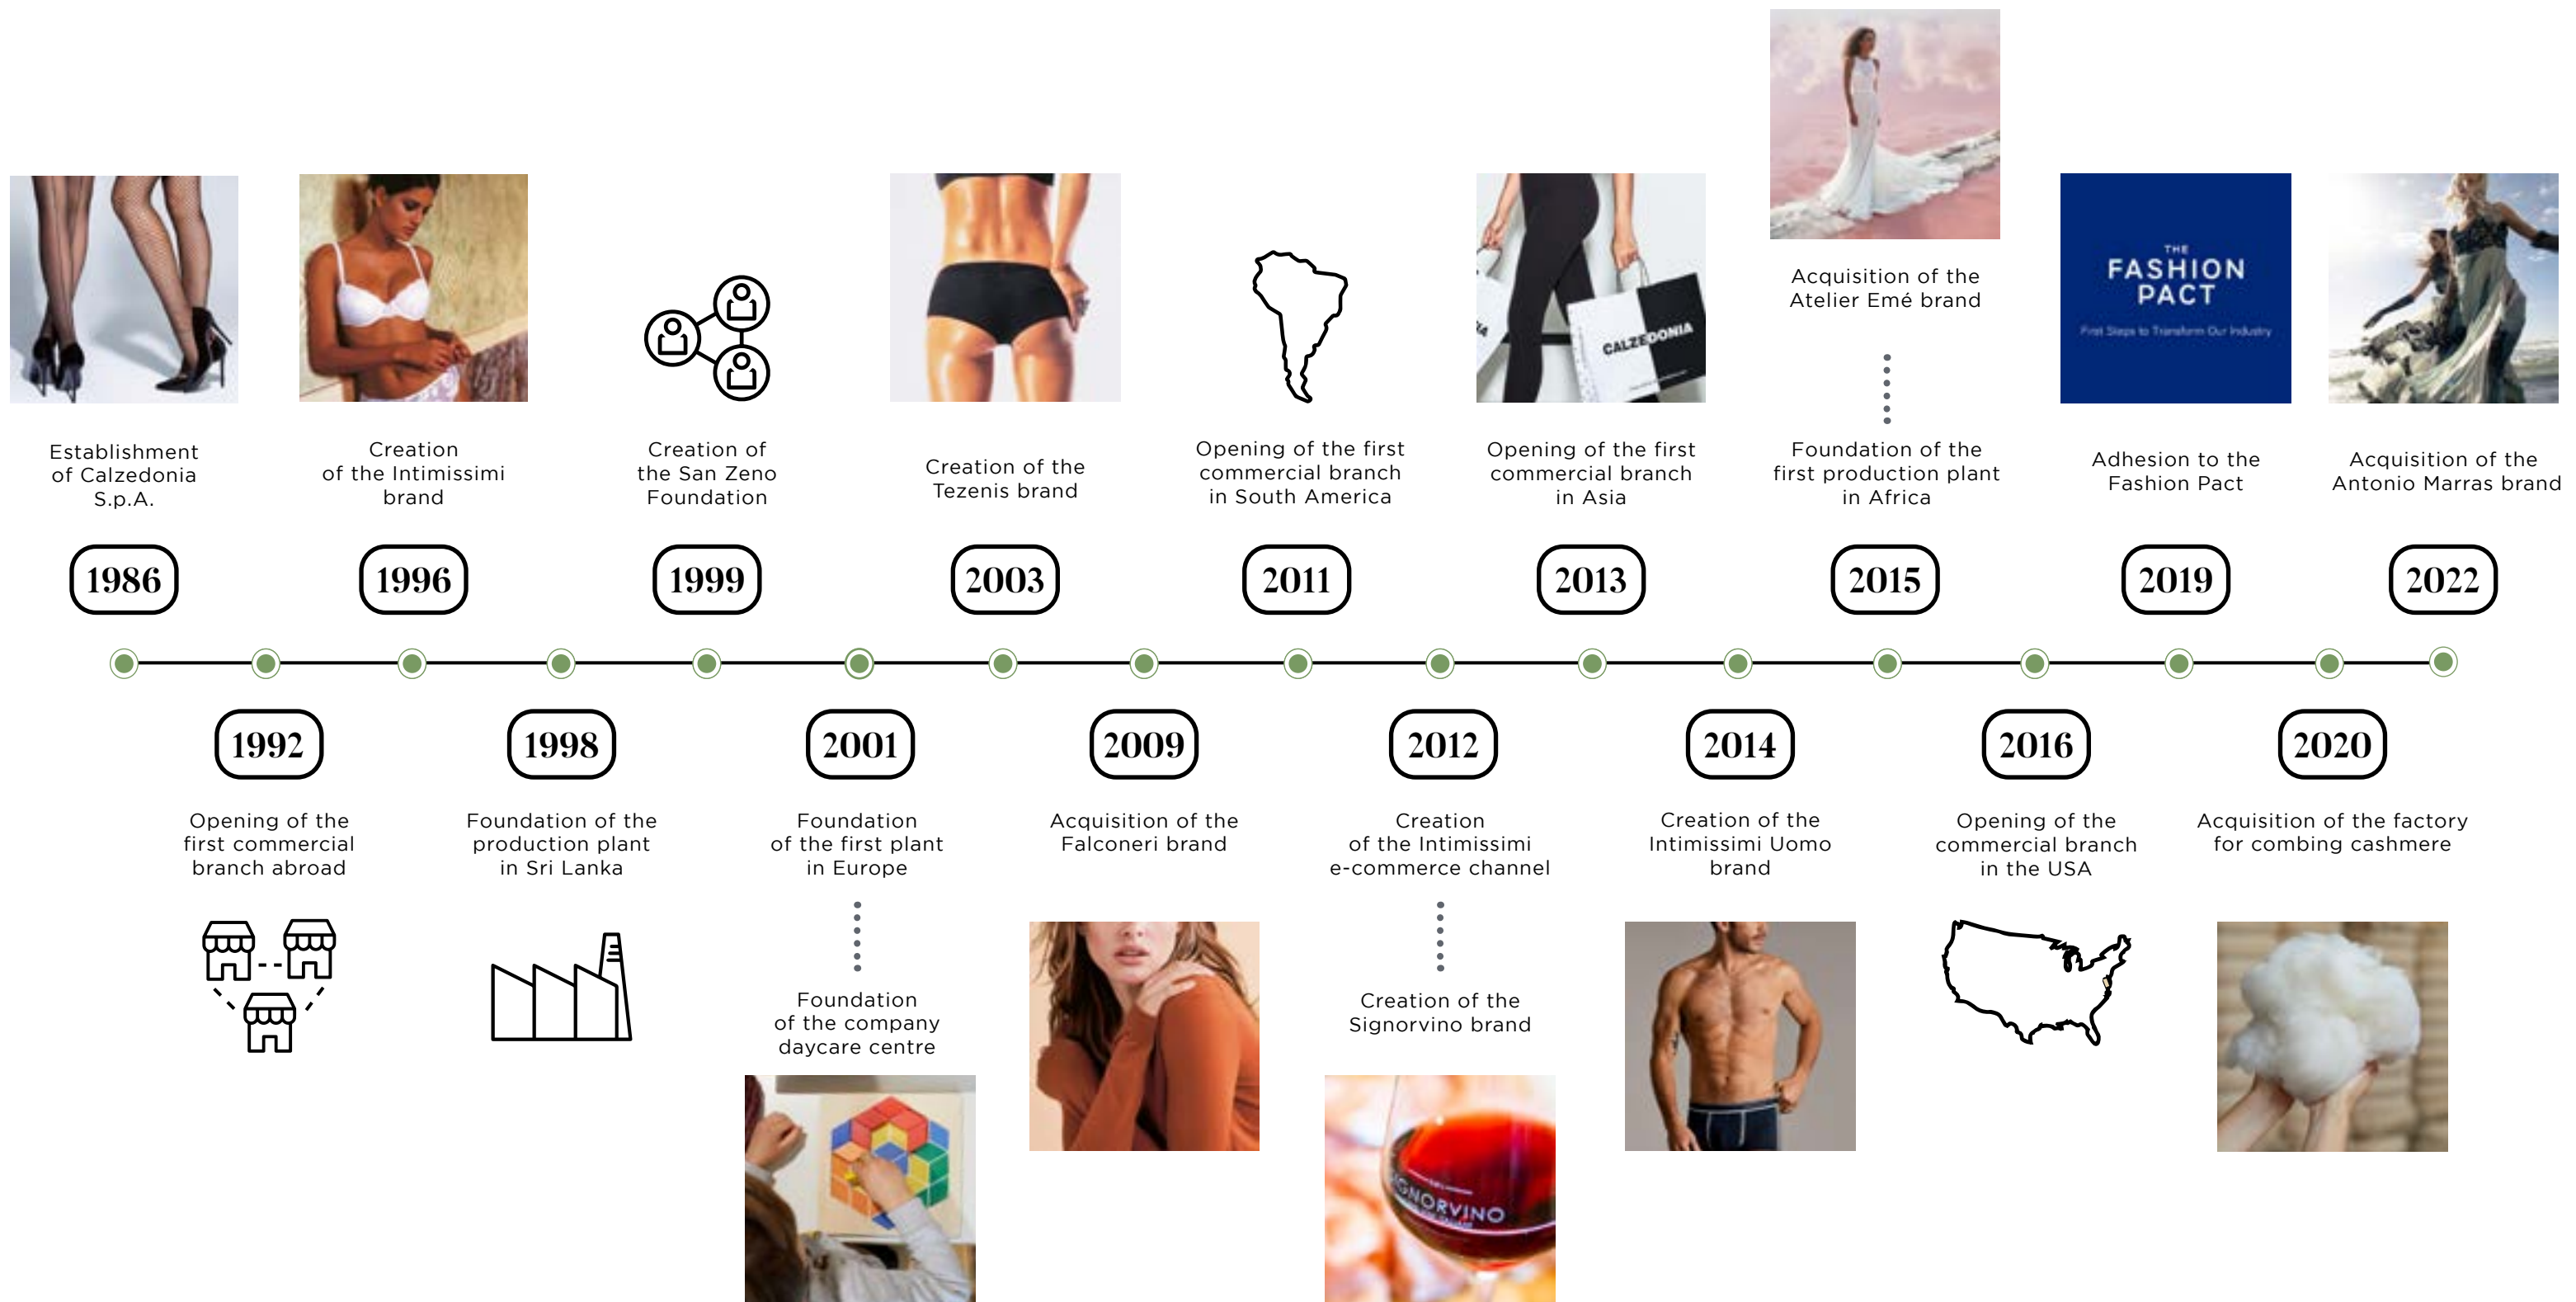 Establishment
of Calzedonia
S.p.A.
1986
Opening of the
first commercial
branch abroad
1992
Creation
of the Intimissimi
brand
1996
Foundation of the
production plant
in Sri Lanka
1998
Creation of
the San Zeno
Foundation
1999
Foundation
of the first plant
in Europe
Foundation
of the company
daycare centre
2001
Creation of the
Tezenis brand
2003
Acquisition of the
Falconeri brand
2009
Opening of the first
commercial branch
in South America
2011
Creation
of the Intimissimi
e-commerce channel
Creation of the
Signorvino brand
2012
IGNORVINO
Opening of the first
commercial branch
in Asia
2013
CALZEDONIA
Creation of the
Intimissimi Uomo
brand
2014
Acquisition of the
Atelier Emé brand
Foundation of the
first production plant
in Africa
2015
Opening of the
commercial branch
in the USA
2016
THE
FASHION
PACT
First Steps to Transform Our Industry
Adhesion to the
Fashion Pact
2019
Acquisition of the factory
for combing cashmere
2020
Acquisition of the
Antonio Marras brand
2022